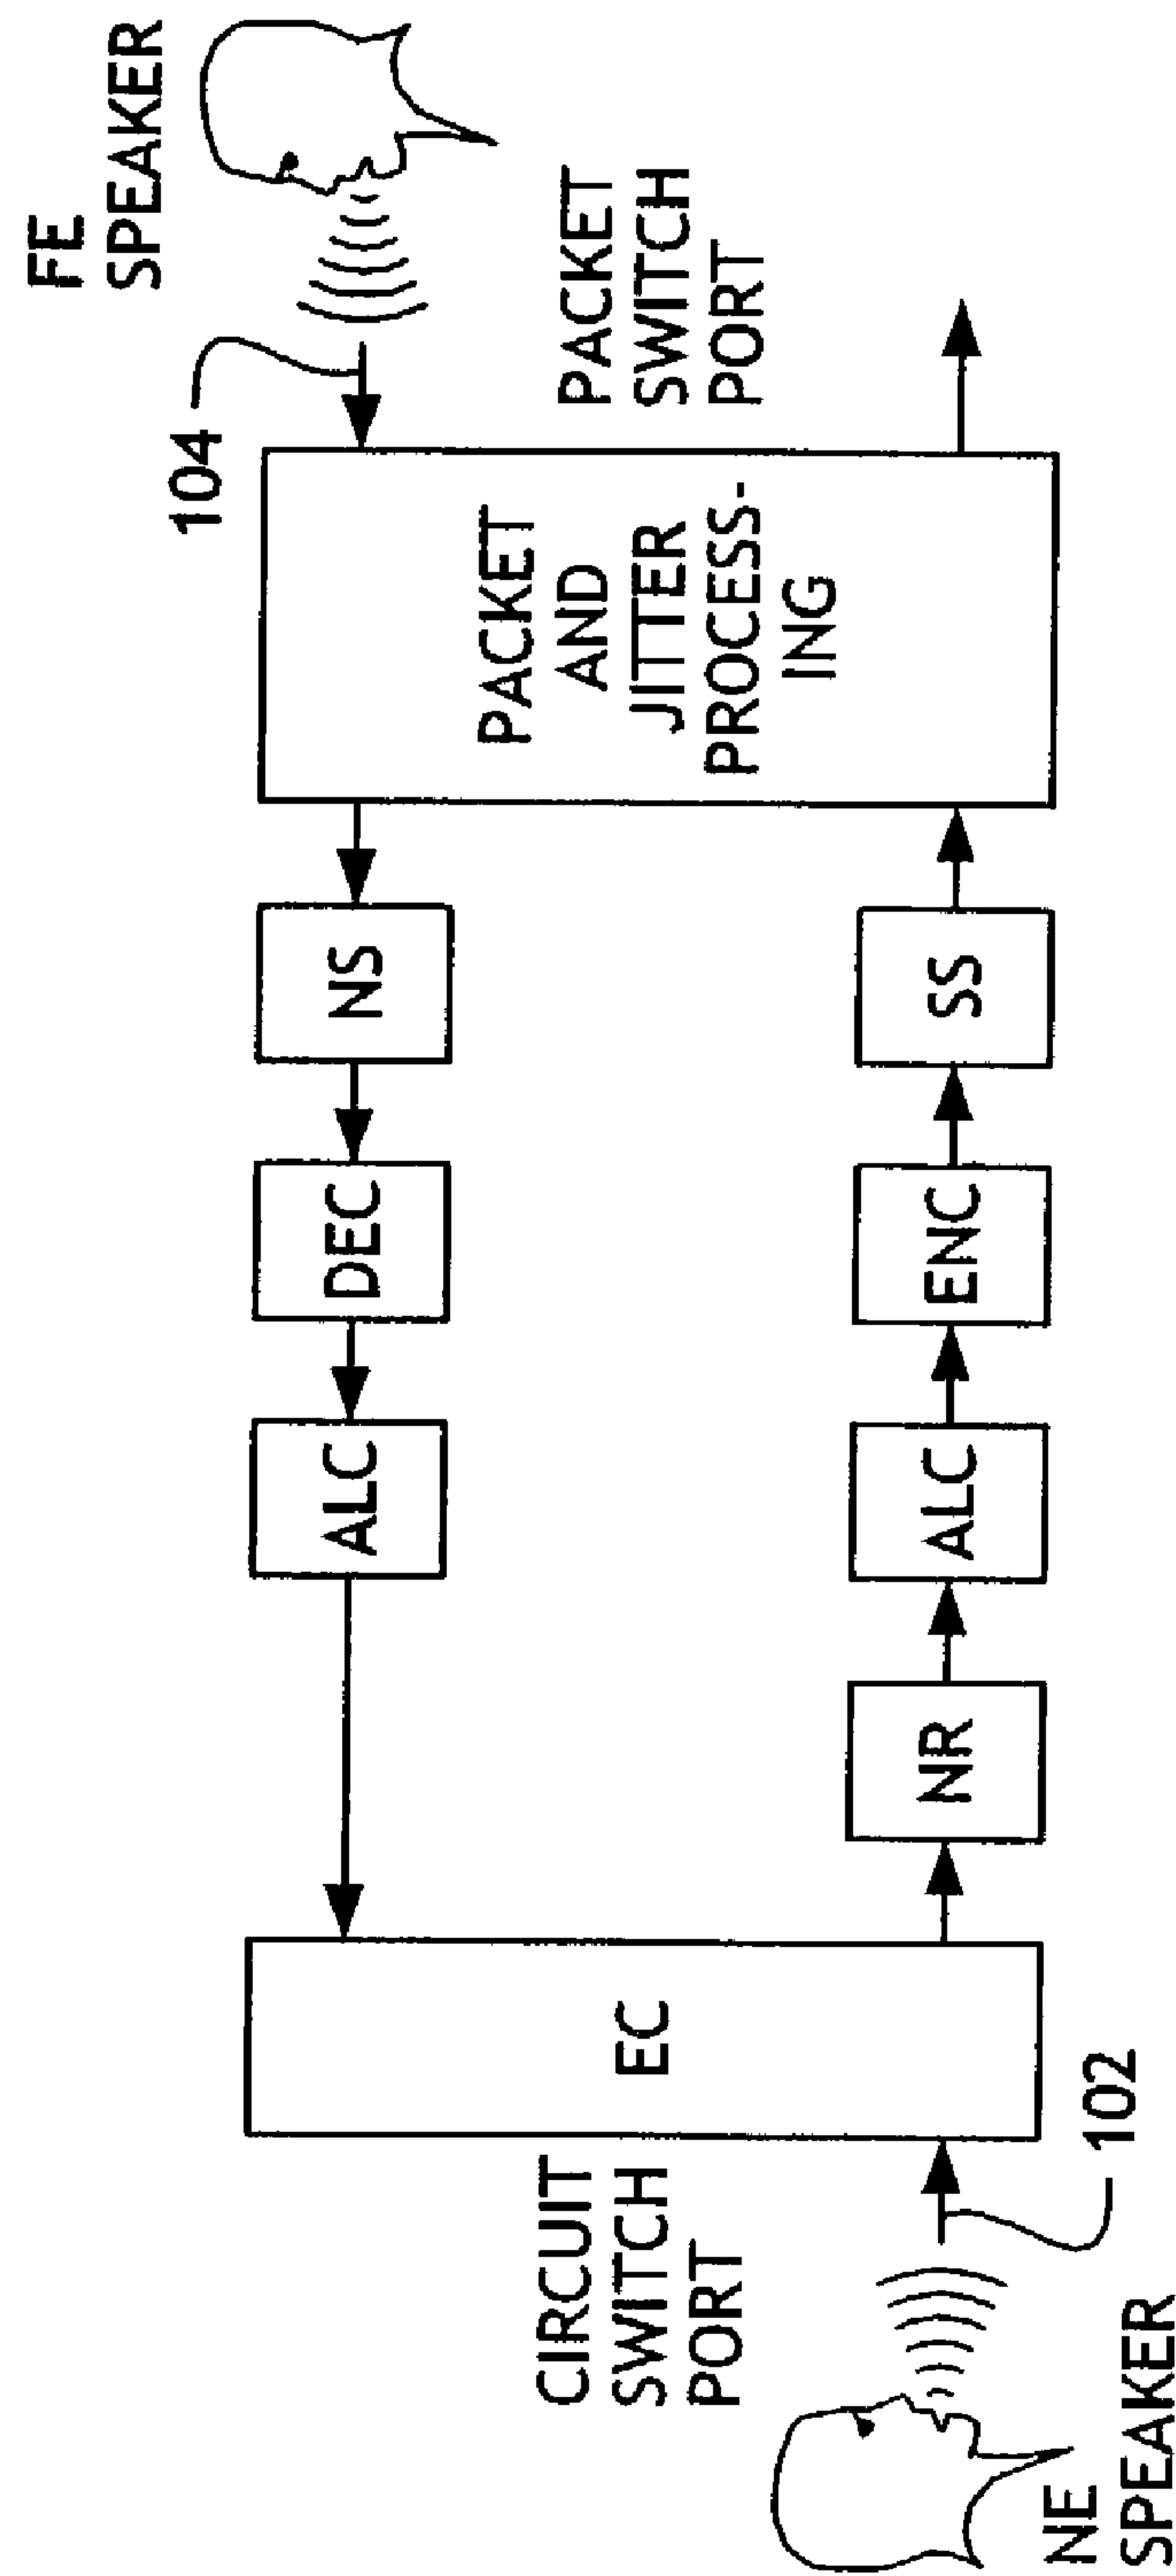 FE
SPEAKER
104
PACKET
SWITCH
PORT
PACKET
AND
JITTER
PROCESS-
ING
NS
DEC
ALC
SS
ENC
ALC
NR
EC
CIRCUIT
SWITCH
PORT
102
NE
SPEAKER